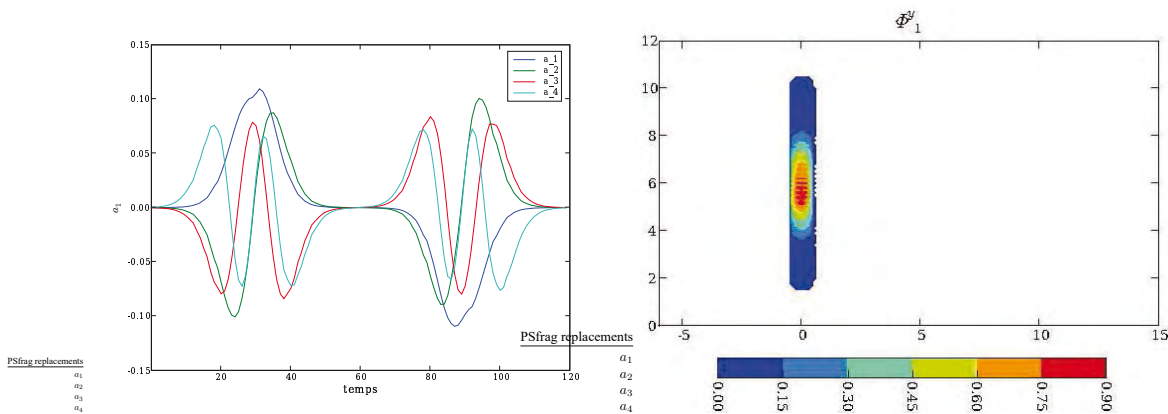 0.15
0.10
0.05
0.00
-0.05
-0.10
-0.15
a_1
a_2
a_3
a_4
a1
20
40
60
80
100
120
temps
PSfrag replacements
a1
a2
a3
a4
Φ^y_1
12
10
8
6
4
2
0
-5
0
5
10
15
PSfrag replacements
a1
a2
a3
a4
0.00
0.15
0.30
0.45
0.60
0.75
0.90